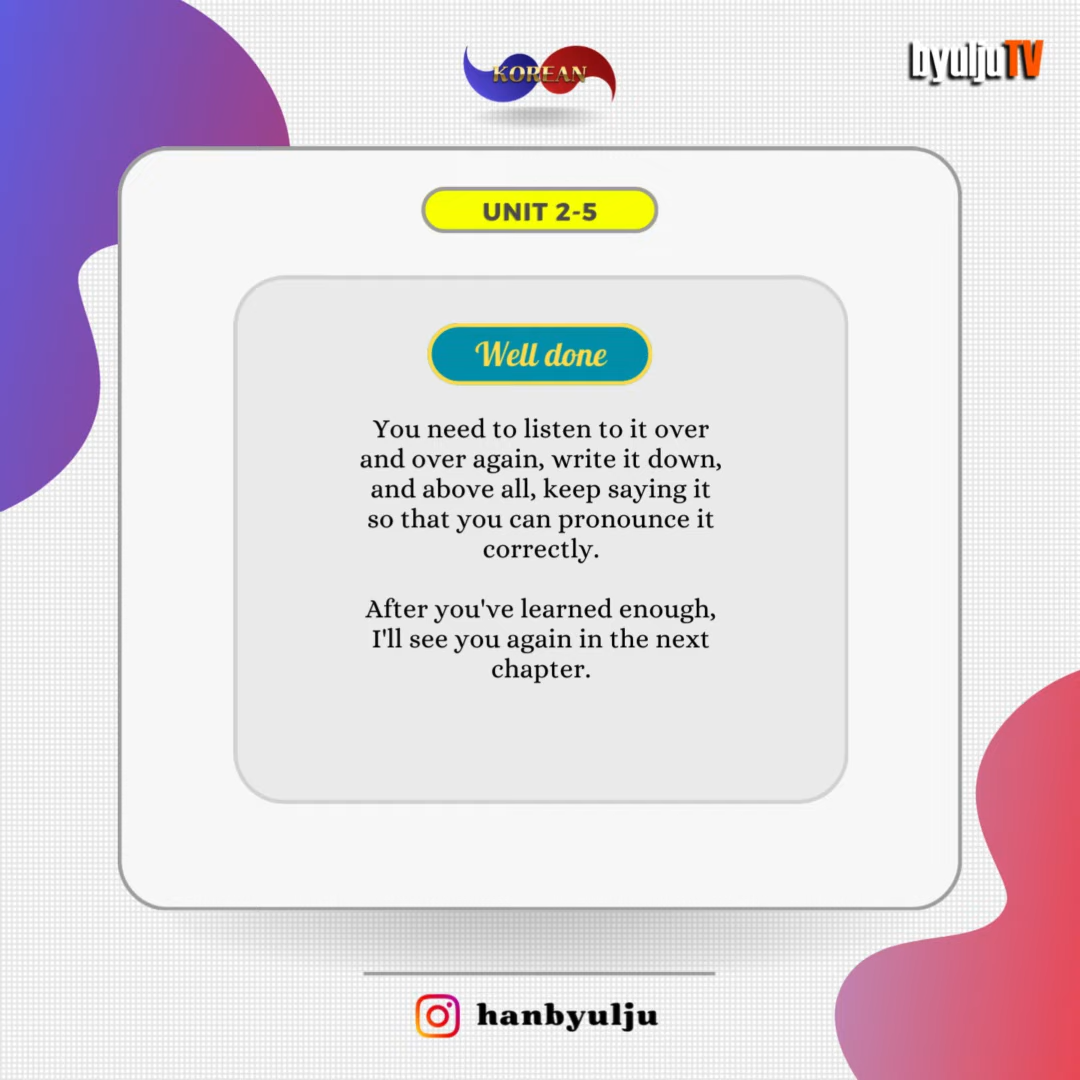 KOREAN
byuljuTV
UNIT 2-5
Well done
You need to listen to it over
and over again, write it down,
and above all, keep saying it
so that you can pronounce it
correctly.
After you've learned enough,
I'll see you again in the next
chapter.
hanbyulju